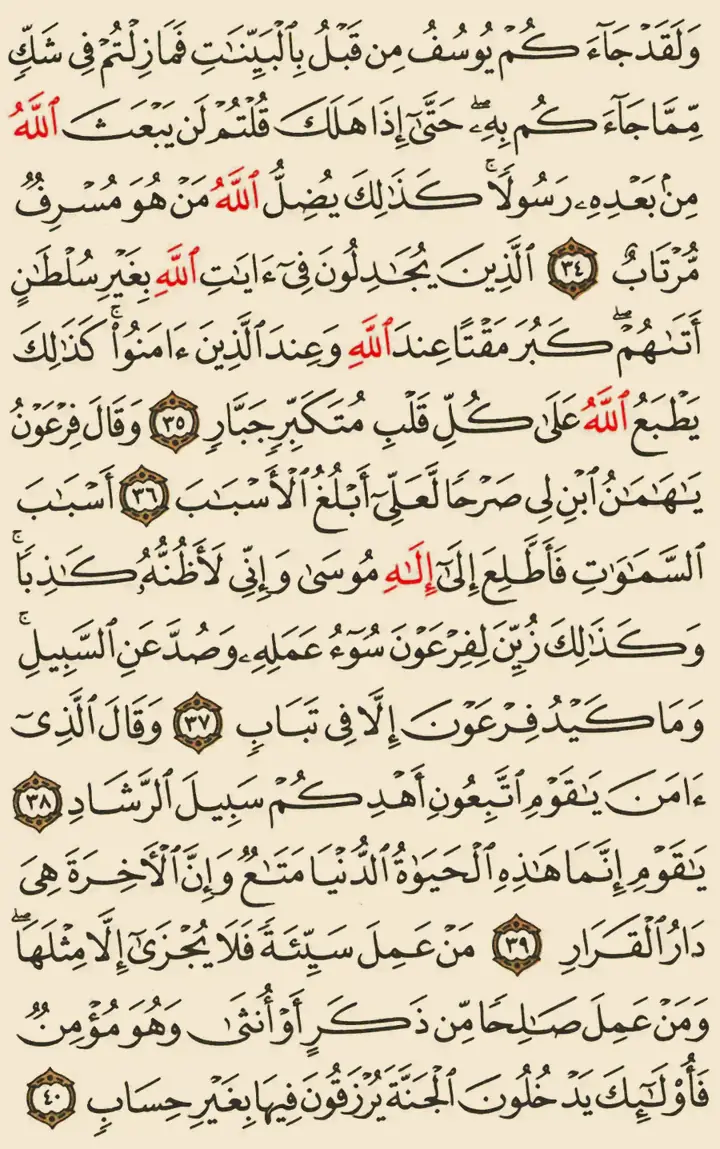 وَلَقَدۡ جَآءَكُمۡ يُوسُفُ مِن قَبۡلُ بِٱلۡبَيِّنَٰتِ فَمَا زِلۡتُمۡ فِي شَكّٖ
مِّمَّا جَآءَكُم بِهِۦۖ حَتَّىٰٓ إِذَا هَلَكَ قُلۡتُمۡ لَن يَبۡعَثَ ٱللَّهُ
مِنۢ بَعۡدِهِۦ رَسُولٗاۚ كَذَٰلِكَ يُضِلُّ ٱللَّهُ مَنۡ هُوَ مُسۡرِفٞ
مُّرۡتَابٌ ٣٤ ٱلَّذِينَ يُجَٰدِلُونَ فِيٓ ءَايَٰتِ ٱللَّهِ بِغَيۡرِ سُلۡطَٰنٍ
أَتَىٰهُمۡۖ كَبُرَ مَقۡتًا عِندَ ٱللَّهِ وَعِندَ ٱلَّذِينَ ءَامَنُواْۚ كَذَٰلِكَ
يَطۡبَعُ ٱللَّهُ عَلَىٰ كُلِّ قَلۡبِ مُتَكَبِّرٖ جَبَّارٖ ٣٥ وَقَالَ فِرۡعَوۡنُ
يَٰهَٰمَٰنُ ٱبۡنِ لِي صَرۡحٗا لَّعَلِّيٓ أَبۡلُغُ ٱلۡأَسۡبَٰبَ ٣٦ أَسۡبَٰبَ
ٱلسَّمَٰوَٰتِ فَأَطَّلِعَ إِلَىٰٓ إِلَٰهِ مُوسَىٰ وَإِنِّي لَأَظُنُّهُۥ كَٰذِبٗاۚ
وَكَذَٰلِكَ زُيِّنَ لِفِرۡعَوۡنَ سُوٓءُ عَمَلِهِۦ وَصُدَّ عَنِ ٱلسَّبِيلِۚ
وَمَا كَيۡدُ فِرۡعَوۡنَ إِلَّا فِي تَبَابٖ ٣٧ وَقَالَ ٱلَّذِيٓ
ءَامَنَ يَٰقَوۡمِ ٱتَّبِعُونِ أَهۡدِكُمۡ سَبِيلَ ٱلرَّشَادِ ٣٨
يَٰقَوۡمِ إِنَّمَا هَٰذِهِ ٱلۡحَيَوٰةُ ٱلدُّنۡيَا مَتَٰعٞ وَإِنَّ ٱلۡأٓخِرَةَ هِيَ
دَارُ ٱلۡقَرَارِ ٣٩ مَنۡ عَمِلَ سَيِّئَةٗ فَلَا يُجۡزَىٰٓ إِلَّا مِثۡلَهَاۖ
وَمَنۡ عَمِلَ صَٰلِحٗا مِّن ذَكَرٍ أَوۡ أُنثَىٰ وَهُوَ مُؤۡمِنٞ
فَأُوْلَٰٓئِكَ يَدۡخُلُونَ ٱلۡجَنَّةَ يُرۡزَقُونَ فِيهَا بِغَيۡرِ حِسَابٖ ٤٠